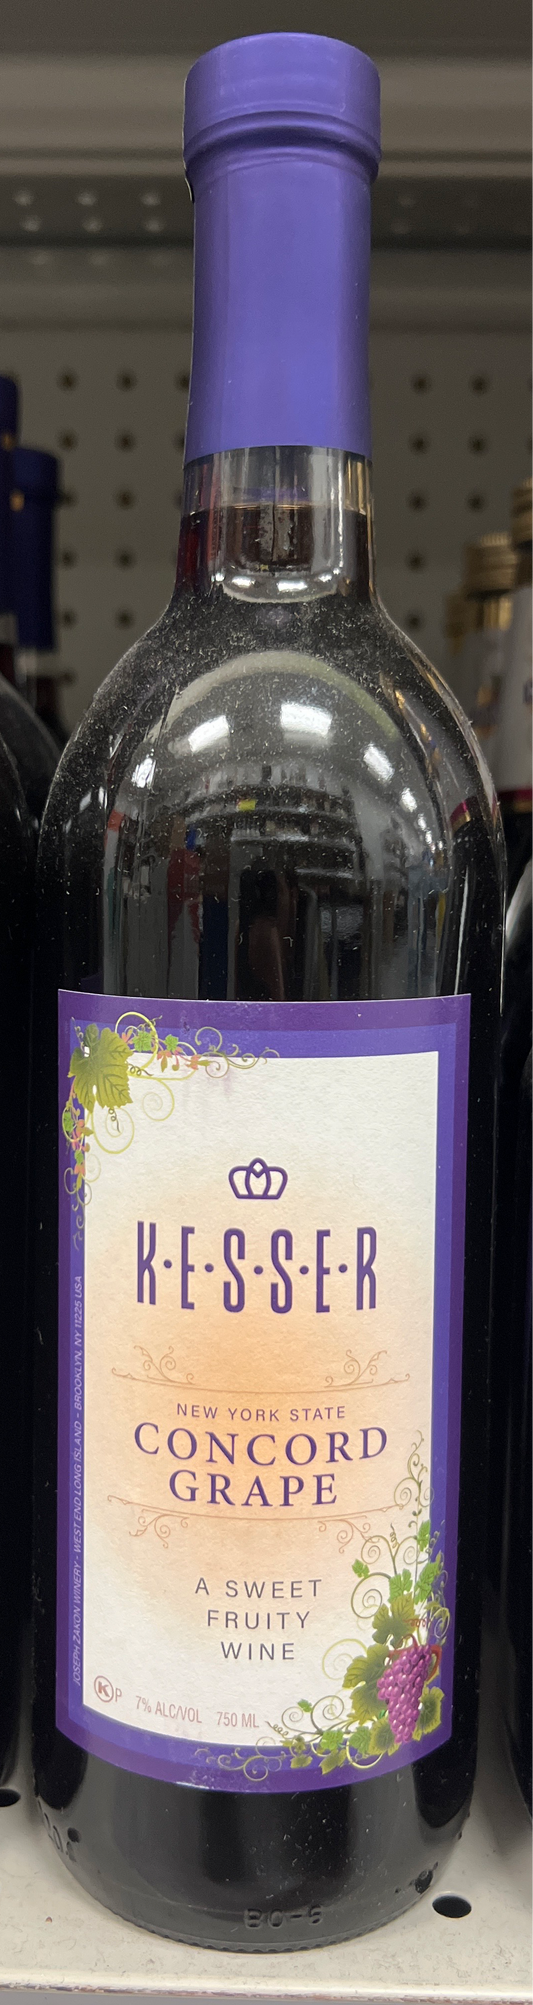 K·E·S·S·E·R
NEW YORK STATE
CONCORD
GRAPE
A SWEET
FRUITY
WINE
K P 7% ALC/VOL 750 ML
JOSEPH ZAKON WINERY - WEST END LONG ISLAND - BROOKLYN, NY 11225 USA